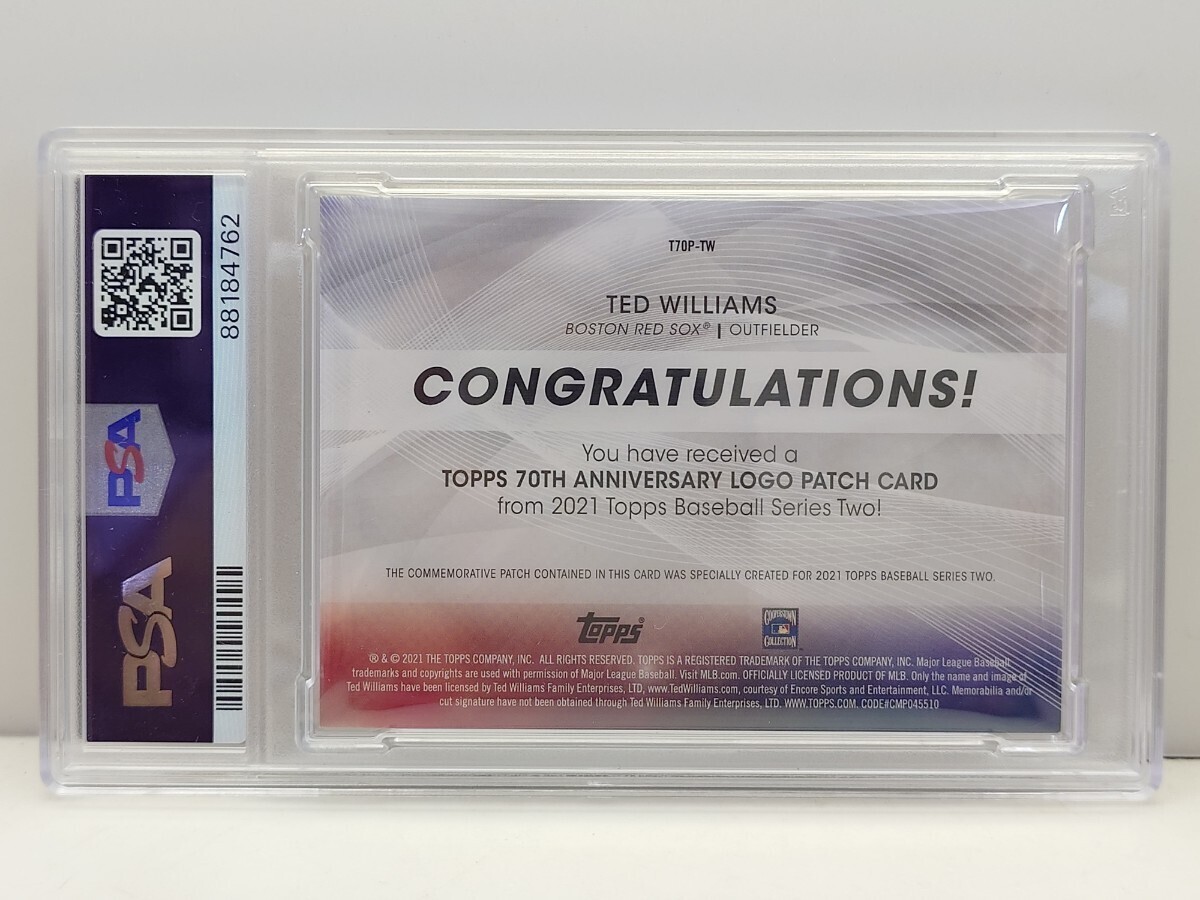 88184762
PSA
PSA
T70P-TW
TED WILLIAMS
BOSTON RED SOX® | OUTFIELDER
CONGRATULATIONS!
You have received a
TOPPS 70TH ANNIVERSARY LOGO PATCH CARD
from 2021 Topps Baseball Series Two!
THE COMMEMORATIVE PATCH CONTAINED IN THIS CARD WAS SPECIALLY CREATED FOR 2021 TOPPS BASEBALL SERIES TWO.
topps®
COOPERSTOWN
COLLECTION
® & © 2021 THE TOPPS COMPANY, INC. ALL RIGHTS RESERVED. TOPPS IS A REGISTERED TRADEMARK OF THE TOPPS COMPANY, INC. Major League Baseball
trademarks and copyrights are used with permission of Major League Baseball. Visit MLB.com. OFFICIALLY LICENSED PRODUCT OF MLB. Only the name and image of
Ted Williams have been licensed by Ted Williams Family Enterprises, LTD, www.TedWilliams.com, courtesy of Encore Sports and Entertainment, LLC. Memorabilia and/or
cut signature have not been obtained through Ted Williams Family Enterprises, LTD. WWW.TOPPS.COM. CODE#CMP045510